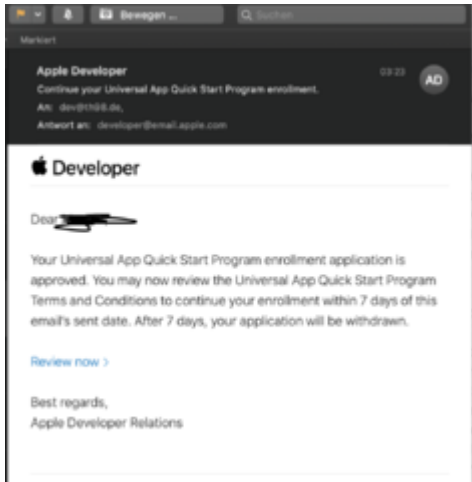 Bewegen ...
Suchen
Markiert
Apple Developer
03:23
AD
Continue your Universal App Quick Start Program enrollment.
An:
Antwort an: developer@email.apple.com
Developer
Dear
Your Universal App Quick Start Program enrollment application is
approved. You may now review the Universal App Quick Start Program
Terms and Conditions to continue your enrollment within 7 days of this
email's sent date. After 7 days, your application will be withdrawn.
Review now >
Best regards,
Apple Developer Relations